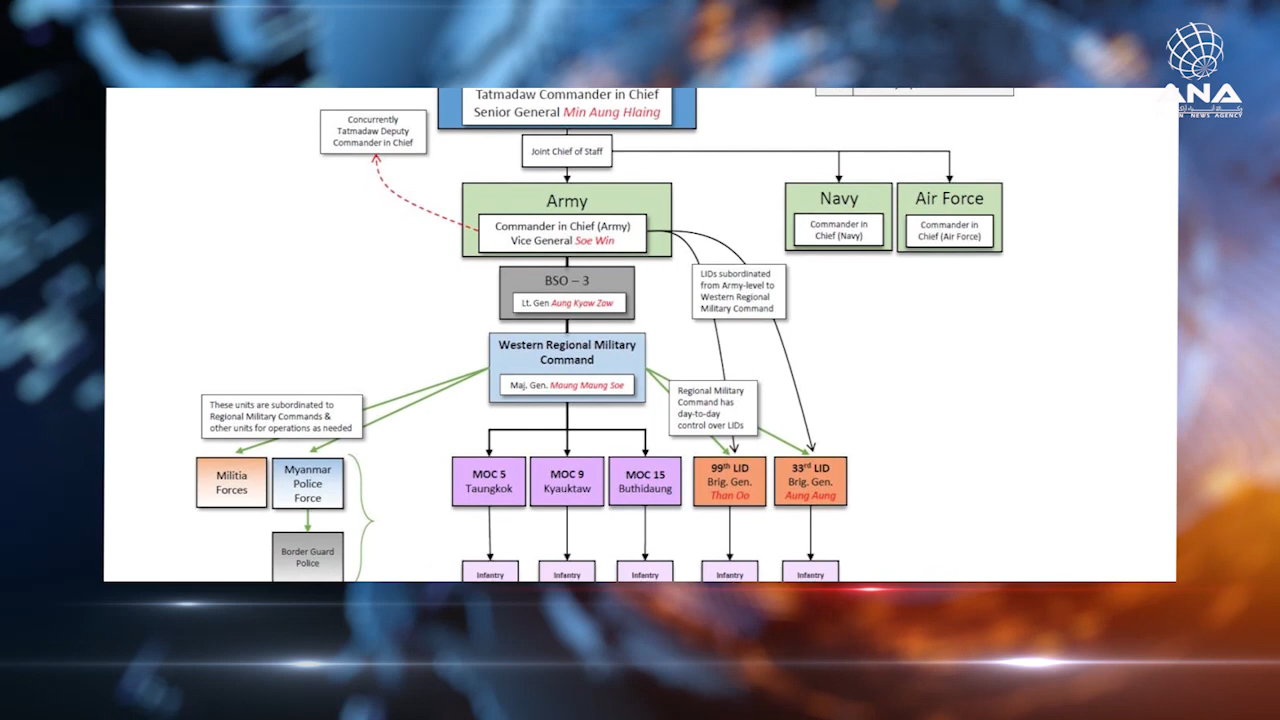 ANA
NEWS AGENCY
Tatmadaw Commander in Chief
Senior General Min Aung Hlaing
Concurrently
Tatmadaw Deputy
Commander in Chief
Joint Chief of Staff
Army
Commander in Chief (Army)
Vice General Soe Win
Navy
Commander in
Chief (Navy)
Air Force
Commander in
Chief (Air Force)
BSO – 3
Lt. Gen Aung Kyaw Zaw
LIDs subordinated
from Army-level to
Western Regional
Military Command
Western Regional Military
Command
Maj. Gen. Maung Maung Soe
Regional Military
Command has
day-to-day
control over LIDs
These units are subordinated to
Regional Military Commands &
other units for operations as needed
Militia
Forces
Myanmar
Police
Force
MOC 5
Taungkok
MOC 9
Kyauktaw
MOC 15
Buthidaung
99th LID
Brig. Gen.
Than Oo
33rd LID
Brig. Gen.
Aung Aung
Border Guard
Police
Infantry
Infantry
Infantry
Infantry
Infantry